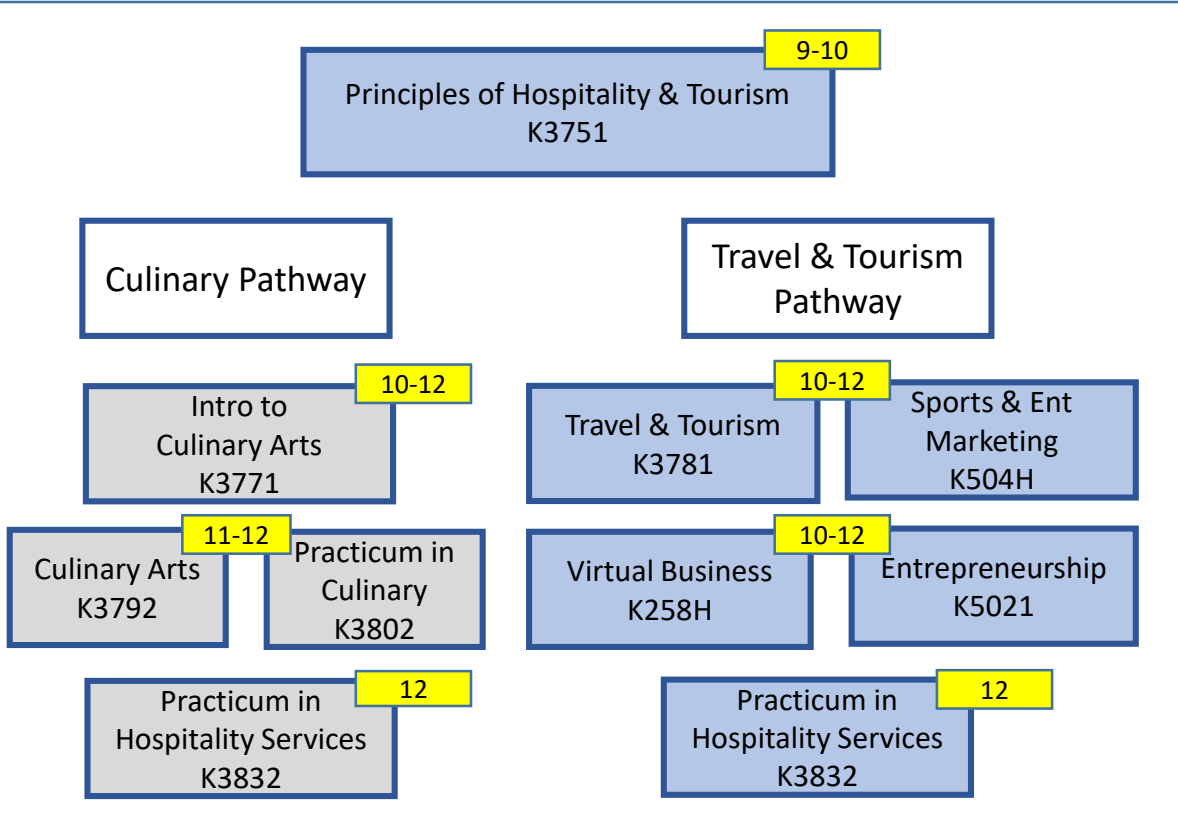 9-10
Principles of Hospitality & Tourism
K3751
Culinary Pathway
Travel & Tourism
Pathway
10-12
Intro to
Culinary Arts
K3771
10-12
Travel & Tourism
K3781
Sports & Ent
Marketing
K504H
11-12
Culinary Arts
K3792
Practicum in
Culinary
K3802
10-12
Virtual Business
K258H
Entrepreneurship
K5021
12
Practicum in
Hospitality Services
K3832
12
Practicum in
Hospitality Services
K3832